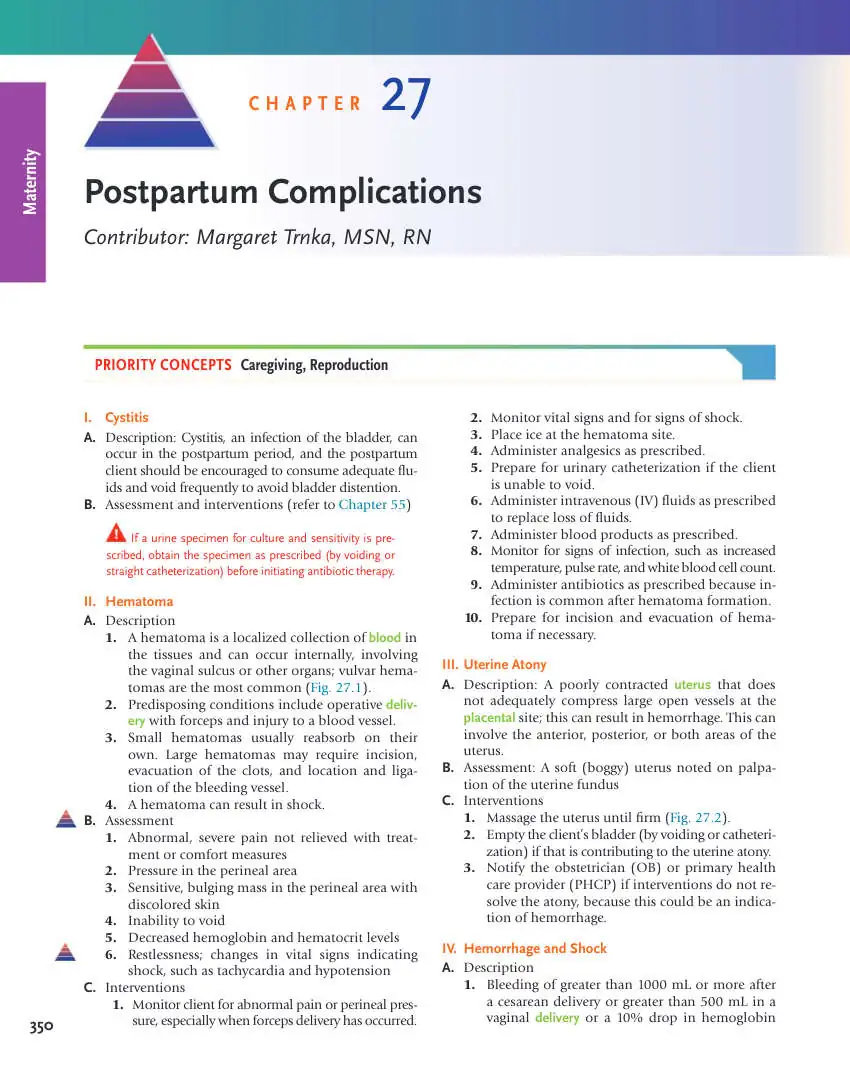 CHAPTER 27
Maternity
Postpartum Complications
Contributor: Margaret Trnka, MSN, RN
PRIORITY CONCEPTS Caregiving, Reproduction
I. Cystitis
A. Description: Cystitis, an infection of the bladder, can
occur in the postpartum period, and the postpartum
client should be encouraged to consume adequate flu-
ids and void frequently to avoid bladder distention.
B. Assessment and interventions (refer to Chapter 55)
If a urine specimen for culture and sensitivity is pre-
scribed, obtain the specimen as prescribed (by voiding or
straight catheterization) before initiating antibiotic therapy.
II. Hematoma
A. Description
1. A hematoma is a localized collection of blood in
the tissues and can occur internally, involving
the vaginal sulcus or other organs; vulvar hema-
tomas are the most common (Fig. 27.1).
2. Predisposing conditions include operative deliv-
ery with forceps and injury to a blood vessel.
3. Small hematomas usually reabsorb on their
own. Large hematomas may require incision,
evacuation of the clots, and location and liga-
tion of the bleeding vessel.
4. A hematoma can result in shock.
B. Assessment
1. Abnormal, severe pain not relieved with treat-
ment or comfort measures
2. Pressure in the perineal area
3. Sensitive, bulging mass in the perineal area with
discolored skin
4. Inability to void
5. Decreased hemoglobin and hematocrit levels
6. Restlessness; changes in vital signs indicating
shock, such as tachycardia and hypotension
C. Interventions
1. Monitor client for abnormal pain or perineal pres-
sure, especially when forceps delivery has occurred.
2. Monitor vital signs and for signs of shock.
3. Place ice at the hematoma site.
4. Administer analgesics as prescribed.
5. Prepare for urinary catheterization if the client
is unable to void.
6. Administer intravenous (IV) fluids as prescribed
to replace loss of fluids.
7. Administer blood products as prescribed.
8. Monitor for signs of infection, such as increased
temperature, pulse rate, and white blood cell count.
9. Administer antibiotics as prescribed because in-
fection is common after hematoma formation.
10. Prepare for incision and evacuation of hema-
toma if necessary.
III. Uterine Atony
A. Description: A poorly contracted uterus that does
not adequately compress large open vessels at the
placental site; this can result in hemorrhage. This can
involve the anterior, posterior, or both areas of the
uterus.
B. Assessment: A soft (boggy) uterus noted on palpa-
tion of the uterine fundus
C. Interventions
1. Massage the uterus until firm (Fig. 27.2).
2. Empty the client's bladder (by voiding or catheteri-
zation) if that is contributing to the uterine atony.
3. Notify the obstetrician (OB) or primary health
care provider (PHCP) if interventions do not re-
solve the atony, because this could be an indica-
tion of hemorrhage.
IV. Hemorrhage and Shock
A. Description
1. Bleeding of greater than 1000 mL or more after
a cesarean delivery or greater than 500 mL in a
vaginal delivery or a 10% drop in hemoglobin
350